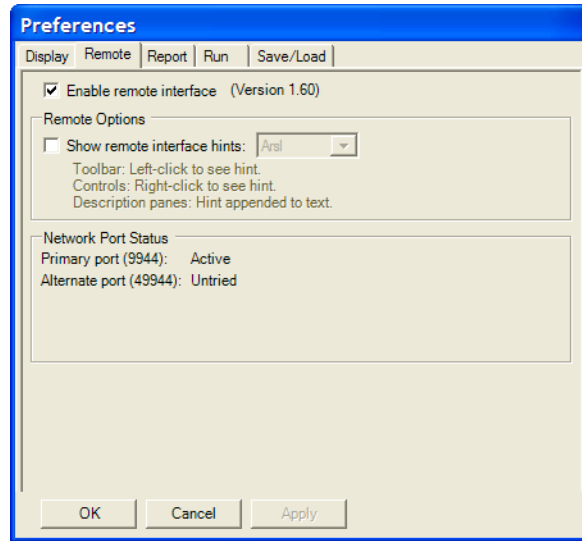 Preferences
Display Remote Report Run Save/Load
Enable remote interface (Version 1.60)
Remote Options
Show remote interface hints: Arsl
Toolbar: Left-click to see hint.
Controls: Right-click to see hint.
Description panes: Hint appended to text.
Network Port Status
Primary port (9944): Active
Alternate port (49944): Untried
OK Cancel Apply